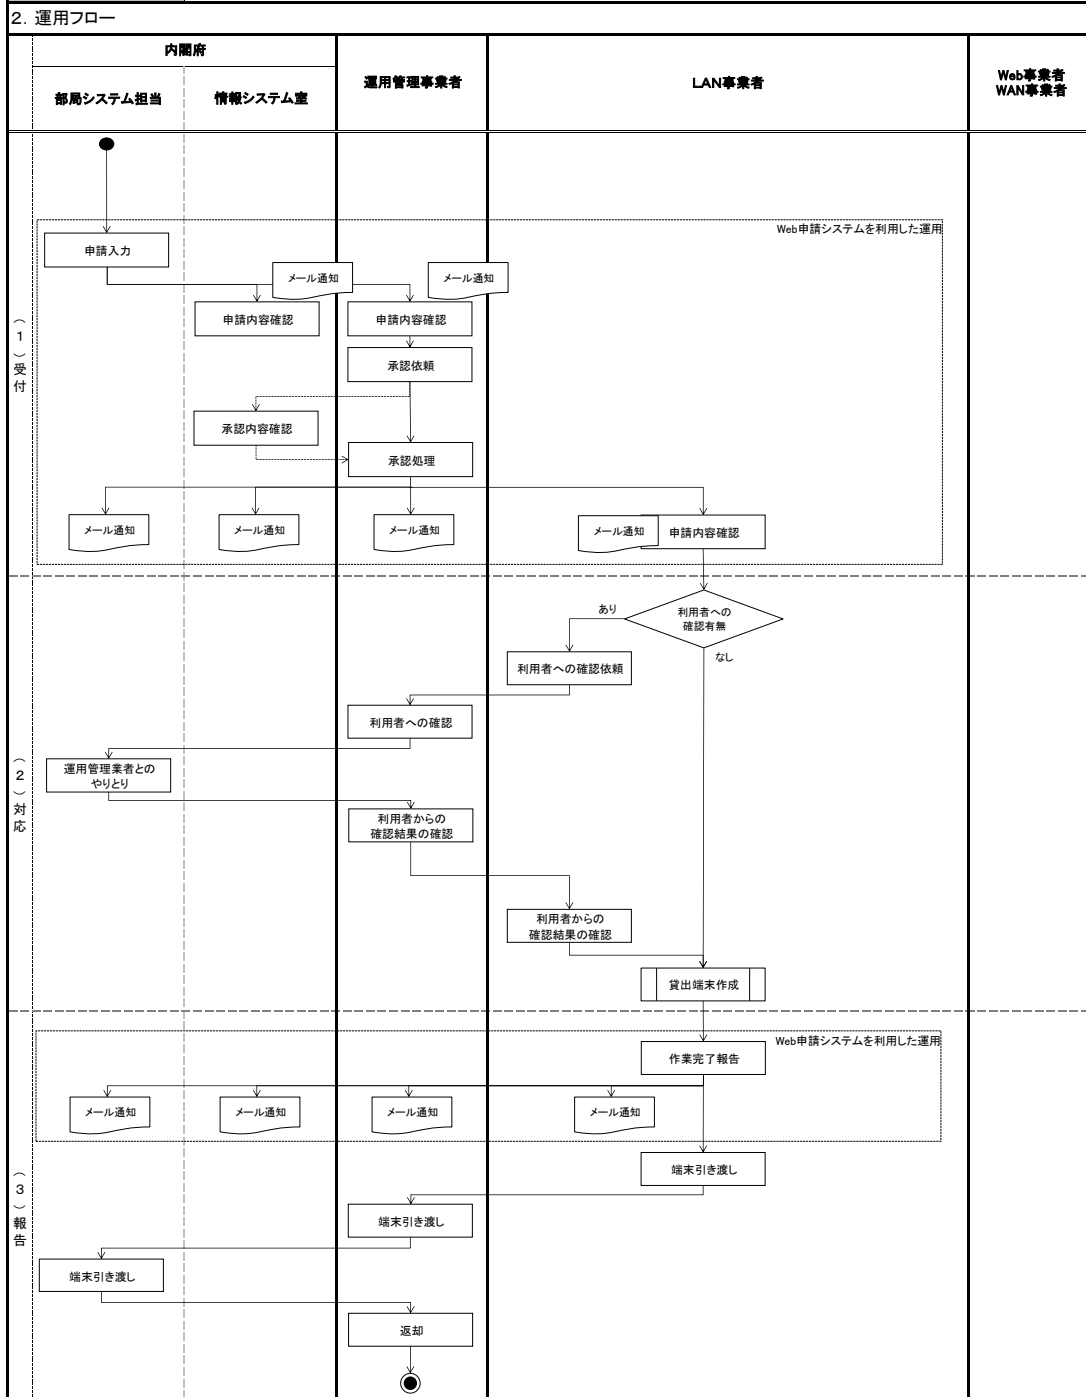 2．運用フロー
内閣府
部局システム担当
情報システム室
運用管理事業者
LAN事業者
Web事業者
WAN事業者
（1）受付
Web申請システムを利用した運用
申請入力
メール通知
メール通知
申請内容確認
申請内容確認
承認依頼
承認内容確認
承認処理
メール通知
メール通知
メール通知
メール通知
申請内容確認
（2）対応
利用者への
確認有無
あり
なし
利用者への確認依頼
利用者への確認
運用管理業者との
やりとり
利用者からの
確認結果の確認
利用者からの
確認結果の確認
貸出端末作成
（3）報告
Web申請システムを利用した運用
作業完了報告
メール通知
メール通知
メール通知
メール通知
端末引き渡し
端末引き渡し
端末引き渡し
返却